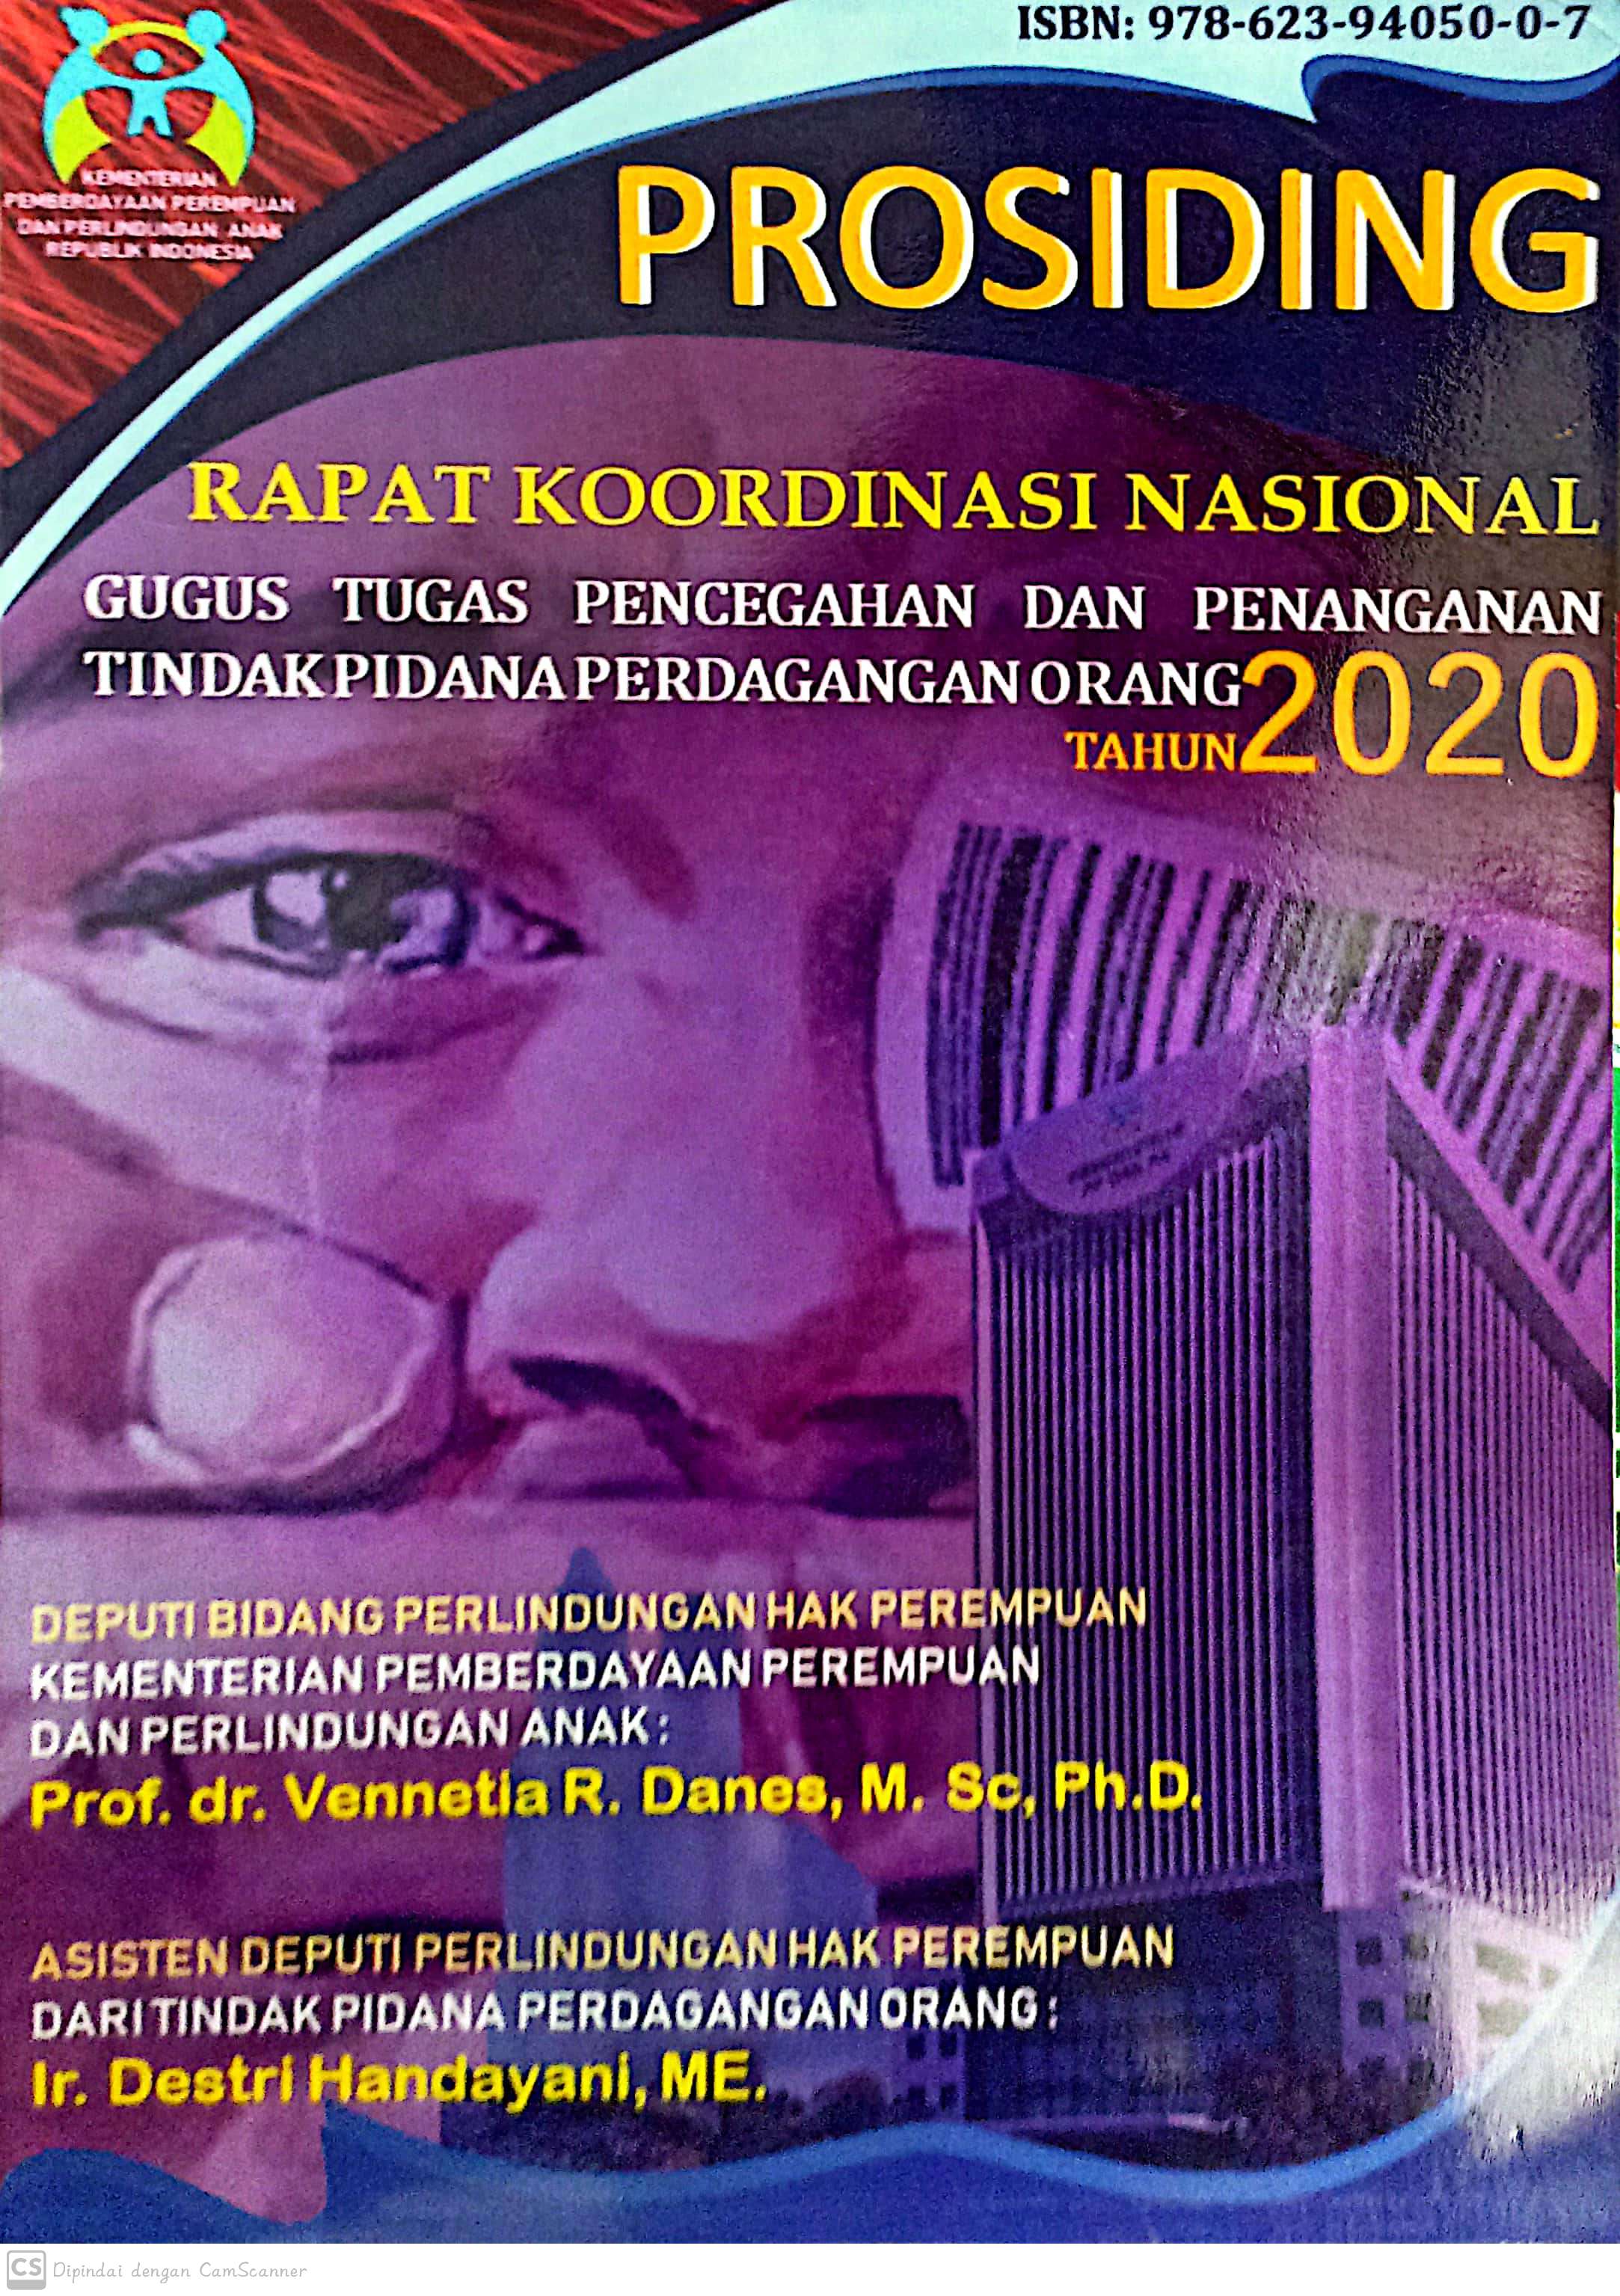 ISBN: 978-623-94050-0-7
KEMENTERIAN
PEMBERDAYAAN PEREMPUAN
DAN PERLINDUNGAN ANAK
REPUBLIK INDONESIA
PROSIDING
RAPAT KOORDINASI NASIONAL
GUGUS TUGAS PENCEGAHAN DAN PENANGANAN
TINDAK PIDANA PERDAGANGAN ORANG
TAHUN 2020
DEPUTI BIDANG PERLINDUNGAN HAK PEREMPUAN
KEMENTERIAN PEMBERDAYAAN PEREMPUAN
DAN PERLINDUNGAN ANAK :
Prof. dr. Vennetia R. Danes, M. Sc, Ph.D.
ASISTEN DEPUTI PERLINDUNGAN HAK PEREMPUAN
DARI TINDAK PIDANA PERDAGANGAN ORANG :
Ir. Destri Handayani, ME.
CS Dipindai dengan CamScanner